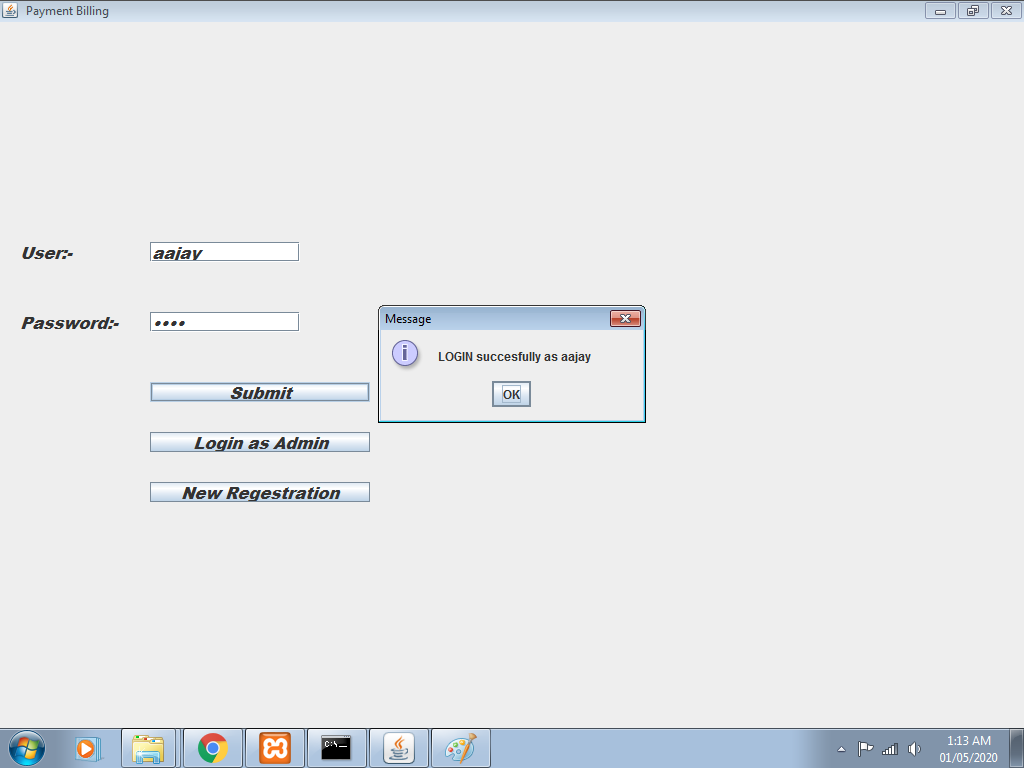 Payment Billing
User:-
aajay
Password:-
••••
Message
LOGIN succesfully as aajay
OK
Submit
Login as Admin
New Regestration
C:\
1:13 AM
01/05/2020